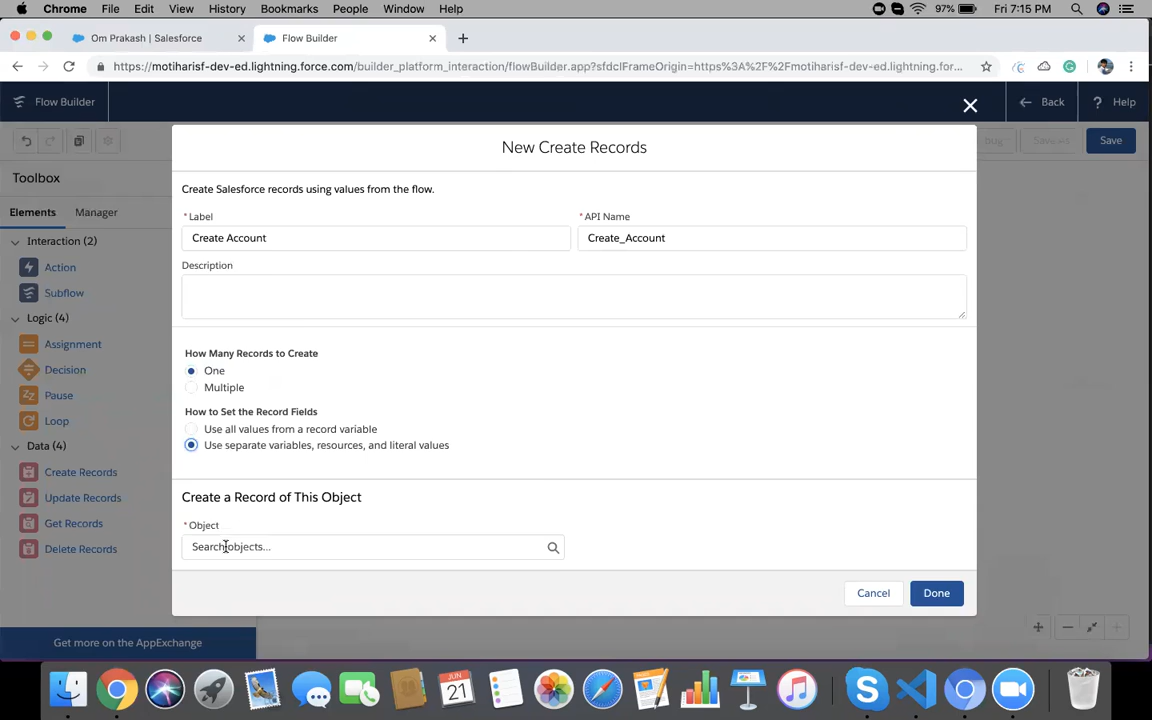 Chrome File Edit View History Bookmarks People Window Help 97% Fri 7:15 PM
Om Prakash | Salesforce Flow Builder
https://motiharisf-dev-ed.lightning.force.com/builder_platform_interaction/flowBuilder.app?sfdcIFrameOrigin=https%3A%2F%2Fmotiharisf-dev-ed.lightning.for...
Flow Builder Back ? Help
Save
Toolbox
Elements Manager
Interaction (2)
Action
Subflow
Logic (4)
Assignment
Decision
Pause
Loop
Data (4)
Create Records
Update Records
Get Records
Delete Records
Get more on the AppExchange
New Create Records
Create Salesforce records using values from the flow.
* Label * API Name
Create Account Create_Account
Description
How Many Records to Create
One
Multiple
How to Set the Record Fields
Use all values from a record variable
Use separate variables, resources, and literal values
Create a Record of This Object
* Object
Search objects...
Cancel Done
JUN
21